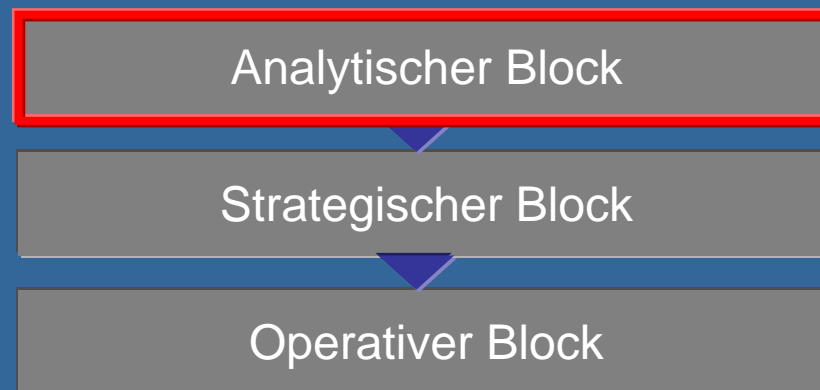 Analytischer Block
Strategischer Block
Operativer Block